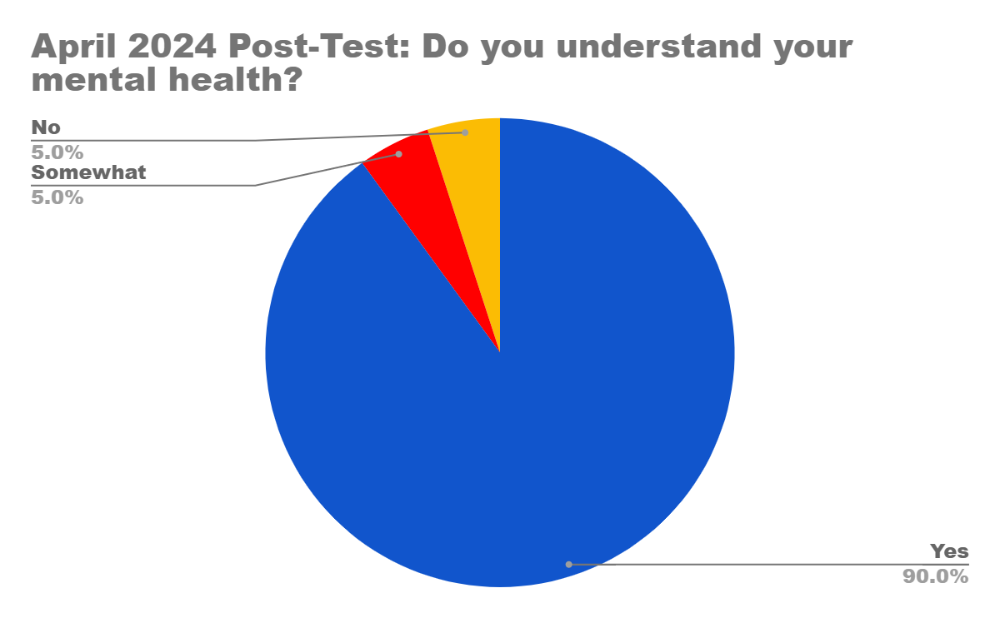 April 2024 Post-Test: Do you understand your
mental health?
No
5.0%
Somewhat
5.0%
Yes
90.0%